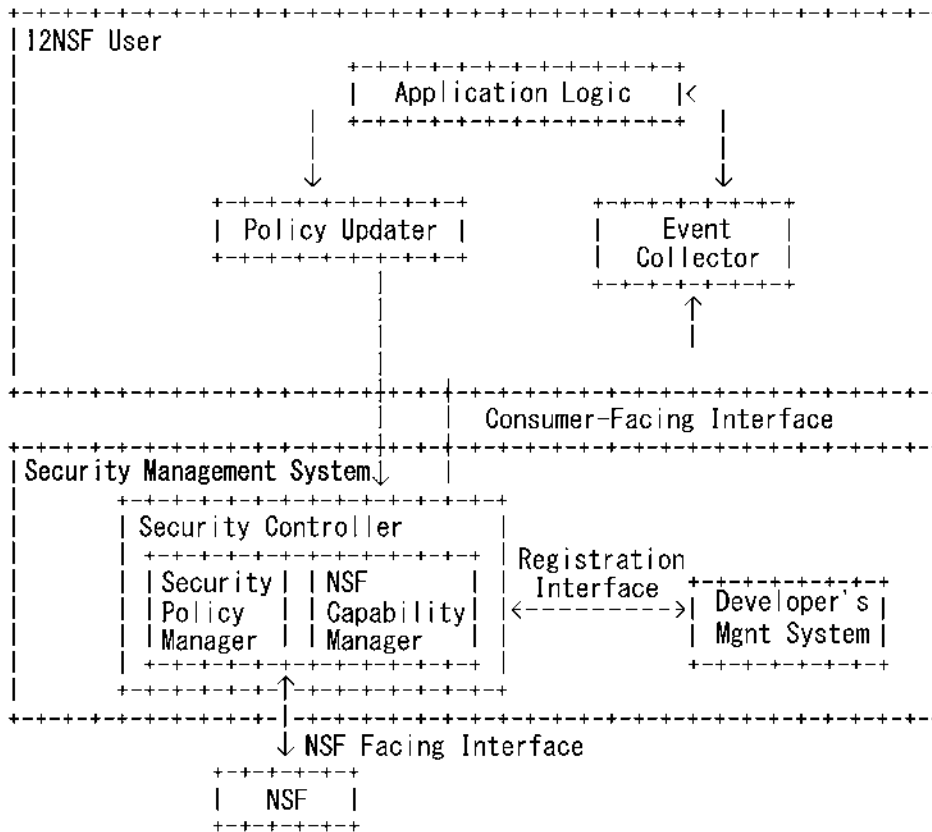 I2NSF User
Application Logic
Policy Updater
Event
Collector
Consumer-Facing Interface
Security Management System
Security Controller
Security
Policy
Manager
NSF
Capability
Manager
Registration
Interface
Developer's
Mgnt System
NSF Facing Interface
NSF